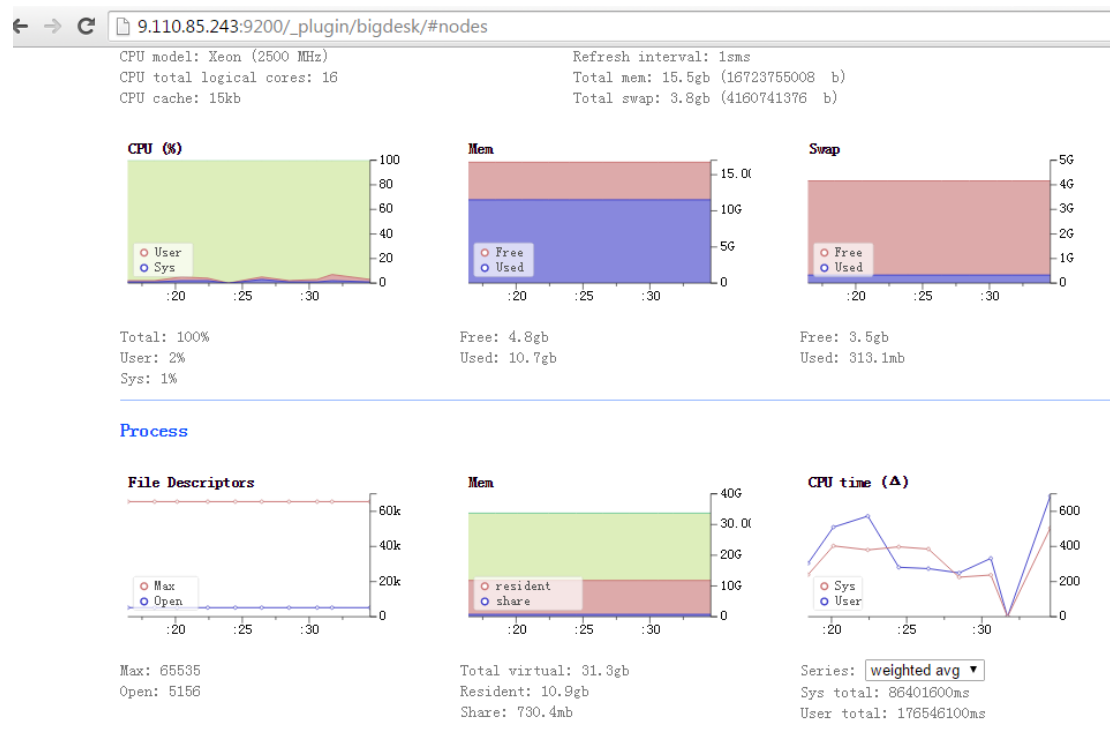 9.110.85.243:9200/_plugin/bigdesk/#nodes
CPU model: Xeon (2500 MHz)
Refresh interval: 1sms
CPU total logical cores: 16
Total mem: 15.5gb (16723755008 b)
CPU cache: 15kb
Total swap: 3.8gb (4160741376 b)
CPU (%)
100
80
60
40
20
0
User
Sys
:20 :25 :30
Total: 100%
User: 2%
Sys: 1%
Mem
15.0(
10G
5G
0
Free
Used
:20 :25 :30
Free: 4.8gb
Used: 10.7gb
Swap
5G
4G
3G
2G
1G
0
Free
Used
:20 :25 :30
Free: 3.5gb
Used: 313.1mb
Process
File Descriptors
60k
40k
20k
0
Max
Open
:20 :25 :30
Max: 65535
Open: 5156
Mem
40G
30.0(
20G
10G
0
resident
share
:20 :25 :30
Total virtual: 31.3gb
Resident: 10.9gb
Share: 730.4mb
CPU time (Δ)
600
400
200
0
Sys
User
:20 :25 :30
Series: weighted avg
Sys total: 86401600ms
User total: 176546100ms